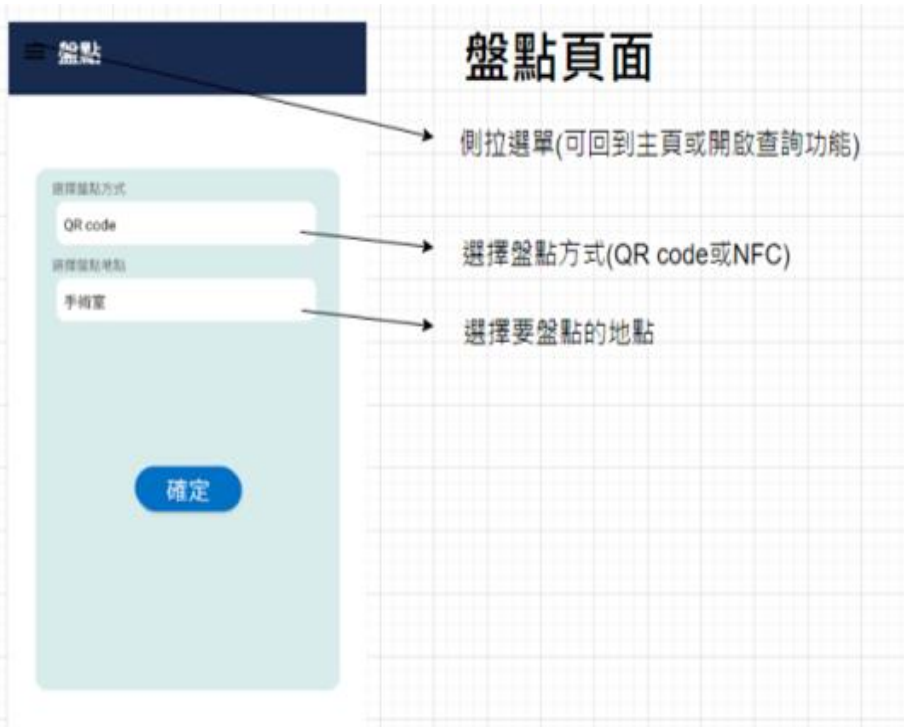 盤點
盤點頁面
側拉選單(可回到主頁或開啟查詢功能)
選擇盤點方式
QR code
選擇盤點方式(QR code或NFC)
選擇盤點地點
手術室
選擇要盤點的地點
確定